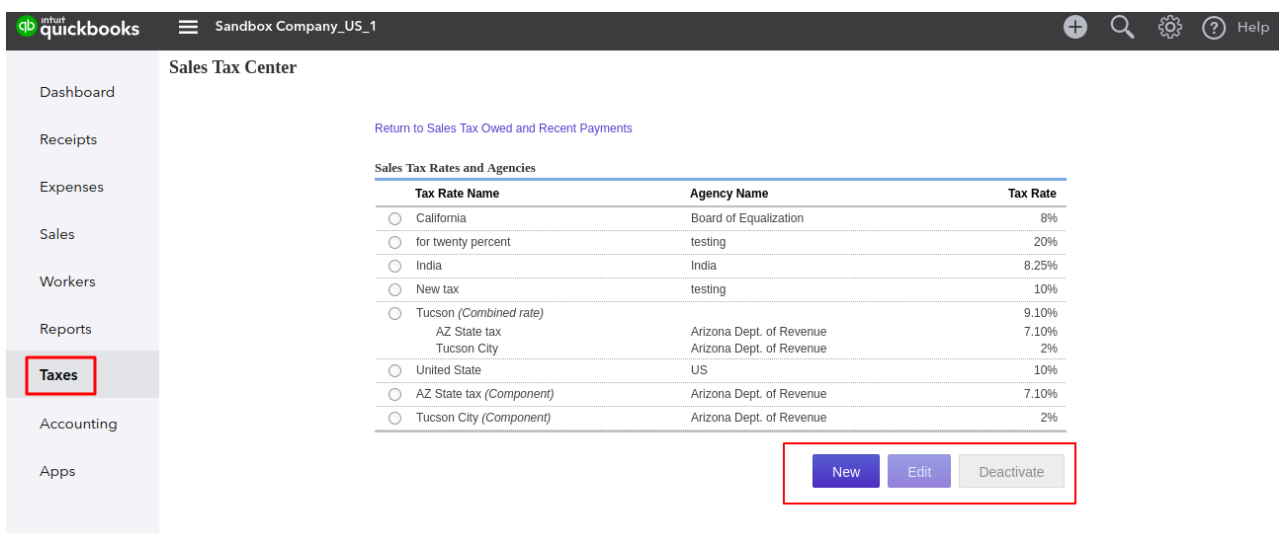 qb intuit quickbooks Sandbox Company_US_1 Help
Sales Tax Center
Dashboard
Receipts
Expenses
Sales
Workers
Reports
Taxes
Accounting
Apps
Return to Sales Tax Owed and Recent Payments
Sales Tax Rates and Agencies
Tax Rate Name Agency Name Tax Rate
California Board of Equalization 8%
for twenty percent testing 20%
India India 8.25%
New tax testing 10%
Tucson (Combined rate) 9.10%
AZ State tax Arizona Dept. of Revenue 7.10%
Tucson City Arizona Dept. of Revenue 2%
United State US 10%
AZ State tax (Component) Arizona Dept. of Revenue 7.10%
Tucson City (Component) Arizona Dept. of Revenue 2%
New Edit Deactivate